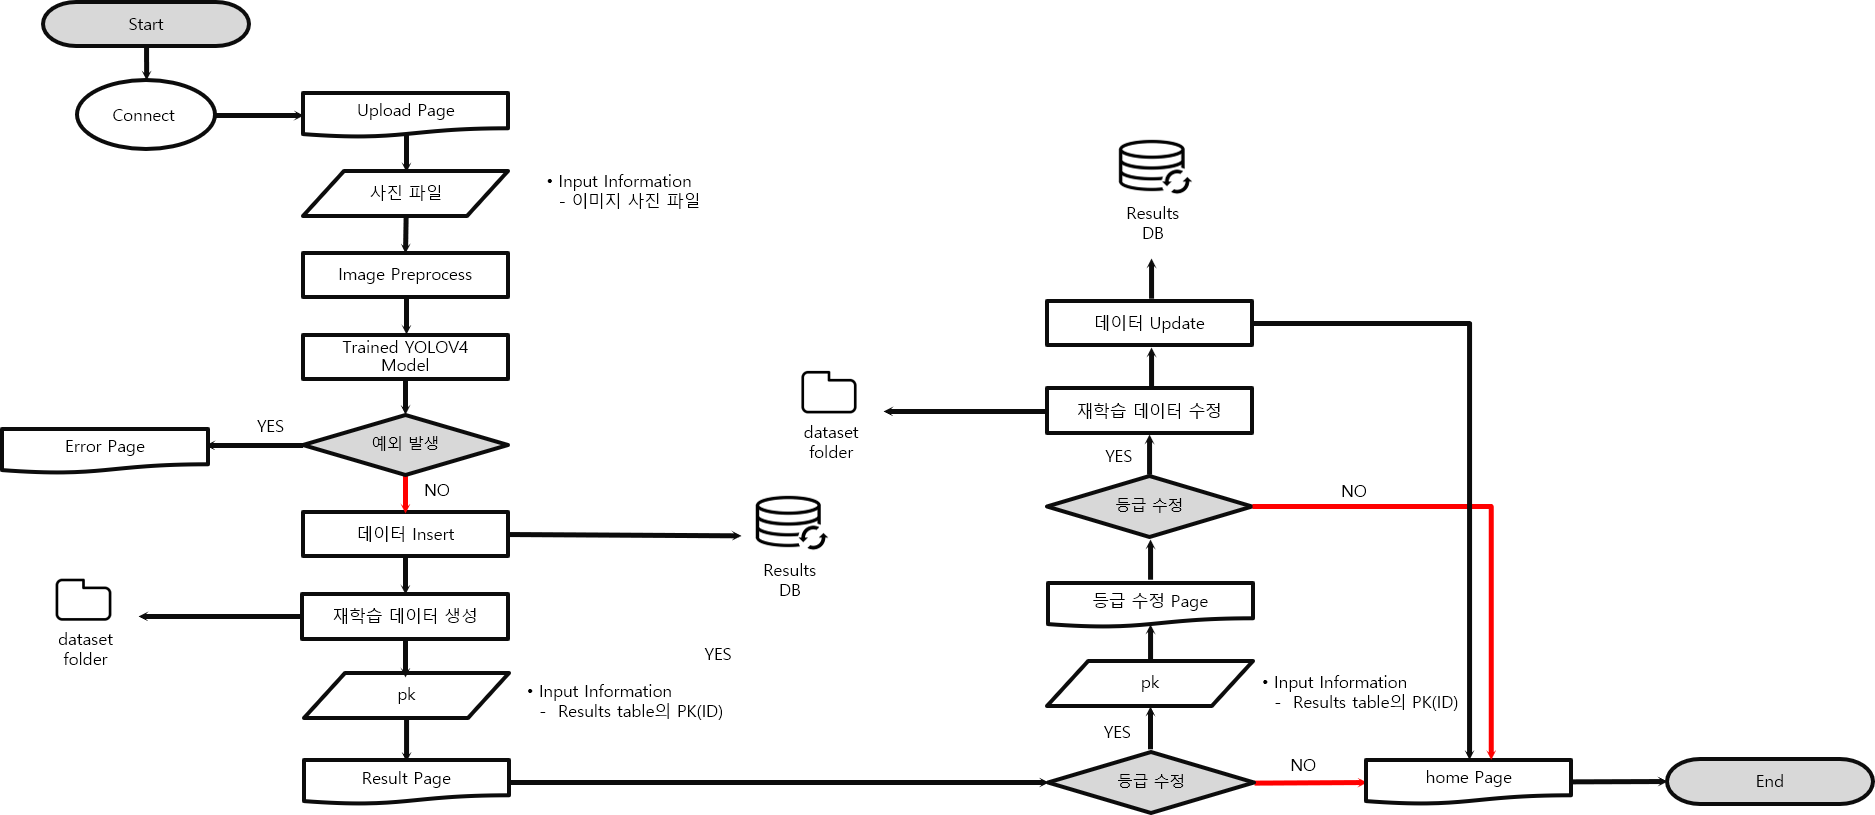 Start
Connect
Upload Page
사진 파일
• Input Information
- 이미지 사진 파일
Image Preprocess
Trained YOLOV4
Model
예외 발생
YES
Error Page
NO
데이터 Insert
Results
DB
재학습 데이터 생성
dataset
folder
YES
pk
• Input Information
- Results table의 PK(ID)
Result Page
등급 수정
NO
YES
pk
• Input Information
- Results table의 PK(ID)
등급 수정 Page
등급 수정
NO
YES
재학습 데이터 수정
dataset
folder
데이터 Update
Results
DB
home Page
End